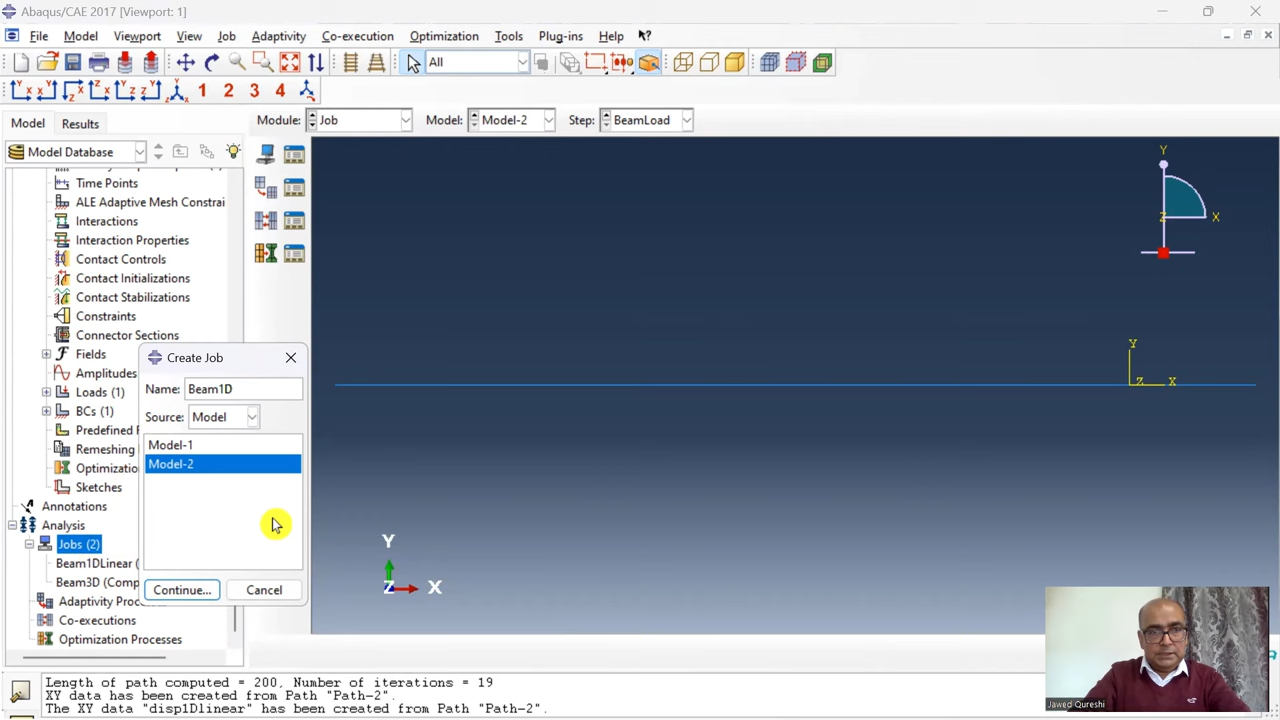 Abaqus/CAE 2017 [Viewport: 1]
File Model Viewport View Job Adaptivity Co-execution Optimization Tools Plug-ins Help
All
1 2 3 4
Model Results
Module: Job Model: Model-2 Step: BeamLoad
Model Database
Time Points
ALE Adaptive Mesh Constrai
Interactions
Interaction Properties
Contact Controls
Contact Initializations
Contact Stabilizations
Constraints
Connector Sections
Fields
Amplitudes
Loads (1)
BCs (1)
Predefined F
Remeshing
Optimizatio
Sketches
Annotations
Analysis
Jobs (2)
Beam1DLinear (
Beam3D (Comp
Adaptivity Proc
Co-executions
Optimization Processes
Create Job
Name: Beam1D
Source: Model
Model-1
Model-2
Continue... Cancel
Y
Z X
Y
Z X
Y
Z X
Jawed Qureshi
Length of path computed = 200, Number of iterations = 19
XY data has been created from Path "Path-2".
The XY data "disp1Dlinear" has been created from Path "Path-2".